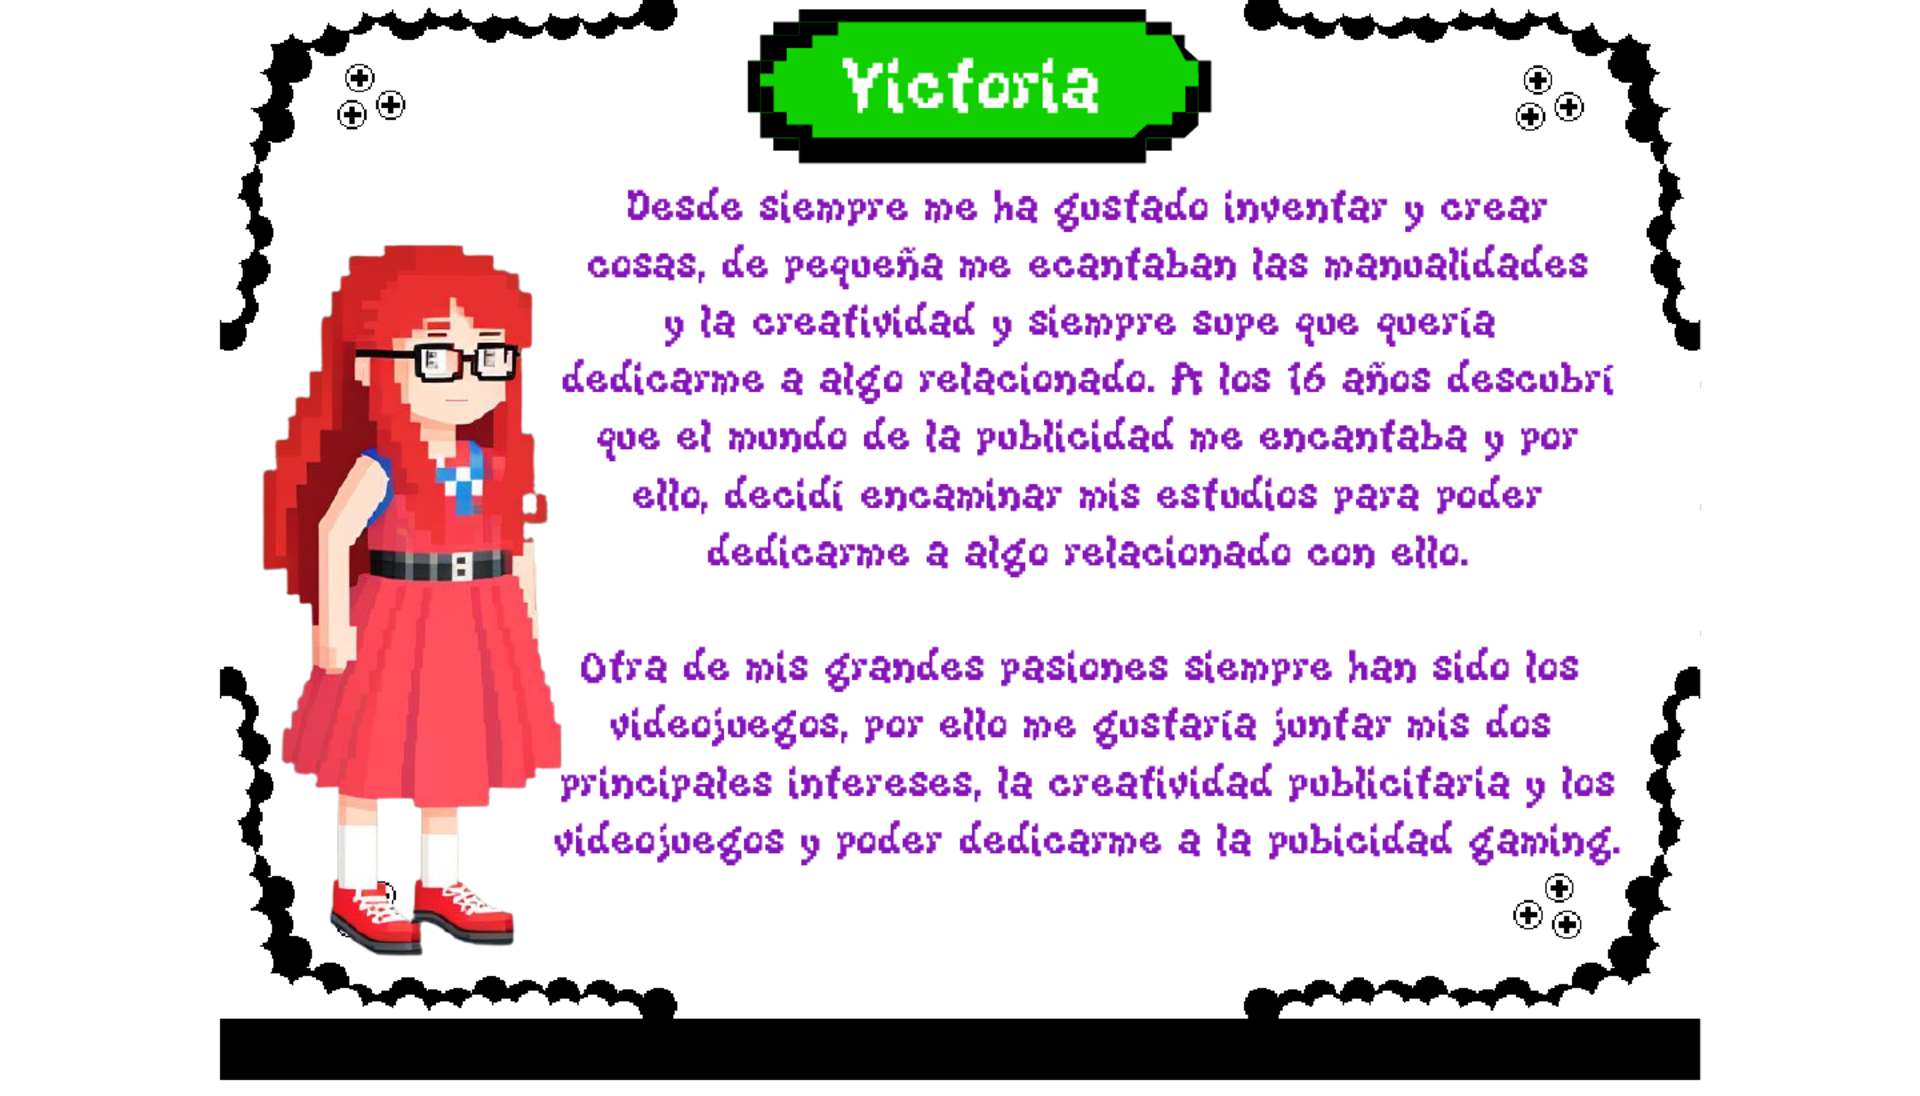 Victoria
Desde siempre me ha gustado inventar y crear
cosas, de pequeña me ecantaban las manualidades
y la creatividad y siempre supe que quería
dedicarme a algo relacionado. A los 16 años descubrí
que el mundo de la publicidad me encantaba y por
ello, decidí encaminar mis estudios para poder
dedicarme a algo relacionado con ello.
Otra de mis grandes pasiones siempre han sido los
videojuegos, por ello me gustaría juntar mis dos
principales intereses, la creatividad publicitaria y los
videojuegos y poder dedicarme a la pubicidad gaming.